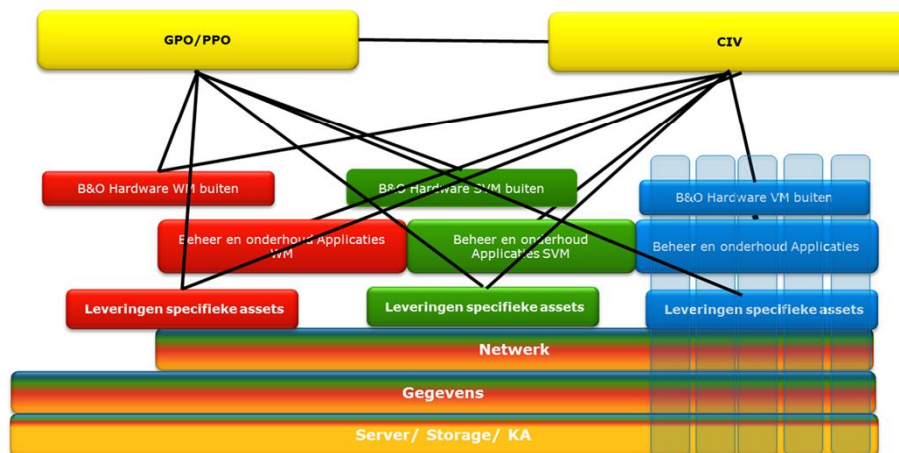 GPO/PPO
CIV
B&O Hardware WM buiten
B&O Hardware SVM buiten
B&O Hardware VM buiten
Beheer en onderhoud Applicaties
WM
Beheer en onderhoud
Applicaties SVM
Beheer en onderhoud Applicaties
Leveringen specifieke assets
Leveringen specifieke assets
Leveringen specifieke assets
Netwerk
Gegevens
Server/ Storage/ KA